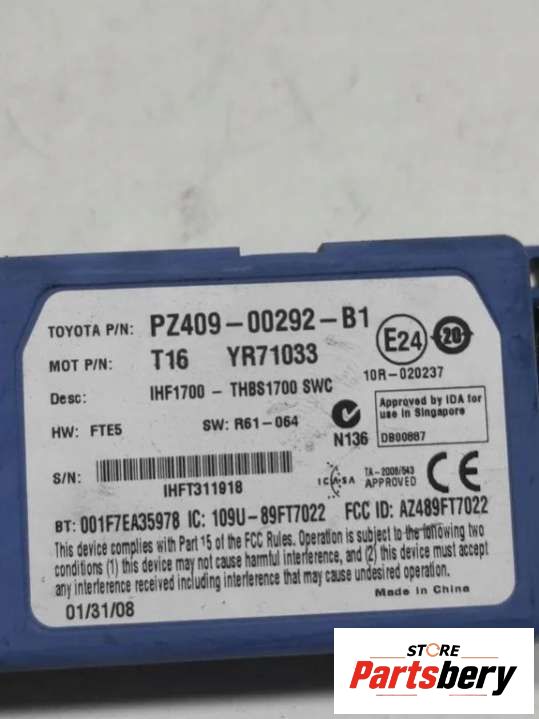 TOYOTA P/N: PZ409-00292-B1
MOT P/N: T16 YR71033
E24
20
10R-020237
Desc: IHF1700 - THBS1700 SWC
HW: FTE5 SW: R61-064
N136
Approved by IDA for
use in Singapore
DB00887
S/N:
IHFT311918
ICASA
TA-2006/043
APPROVED
CE
BT: 001F7EA35978 IC: 109U-89FT7022 FCC ID: AZ489FT7022
This device complies with Part 15 of the FCC Rules. Operation is subject to the following two
conditions (1) this device may not cause harmful interference, and (2) this device must accept
any interference received including interference that may cause undesired operation.
01/31/08
Made in China
STORE
Partsbery